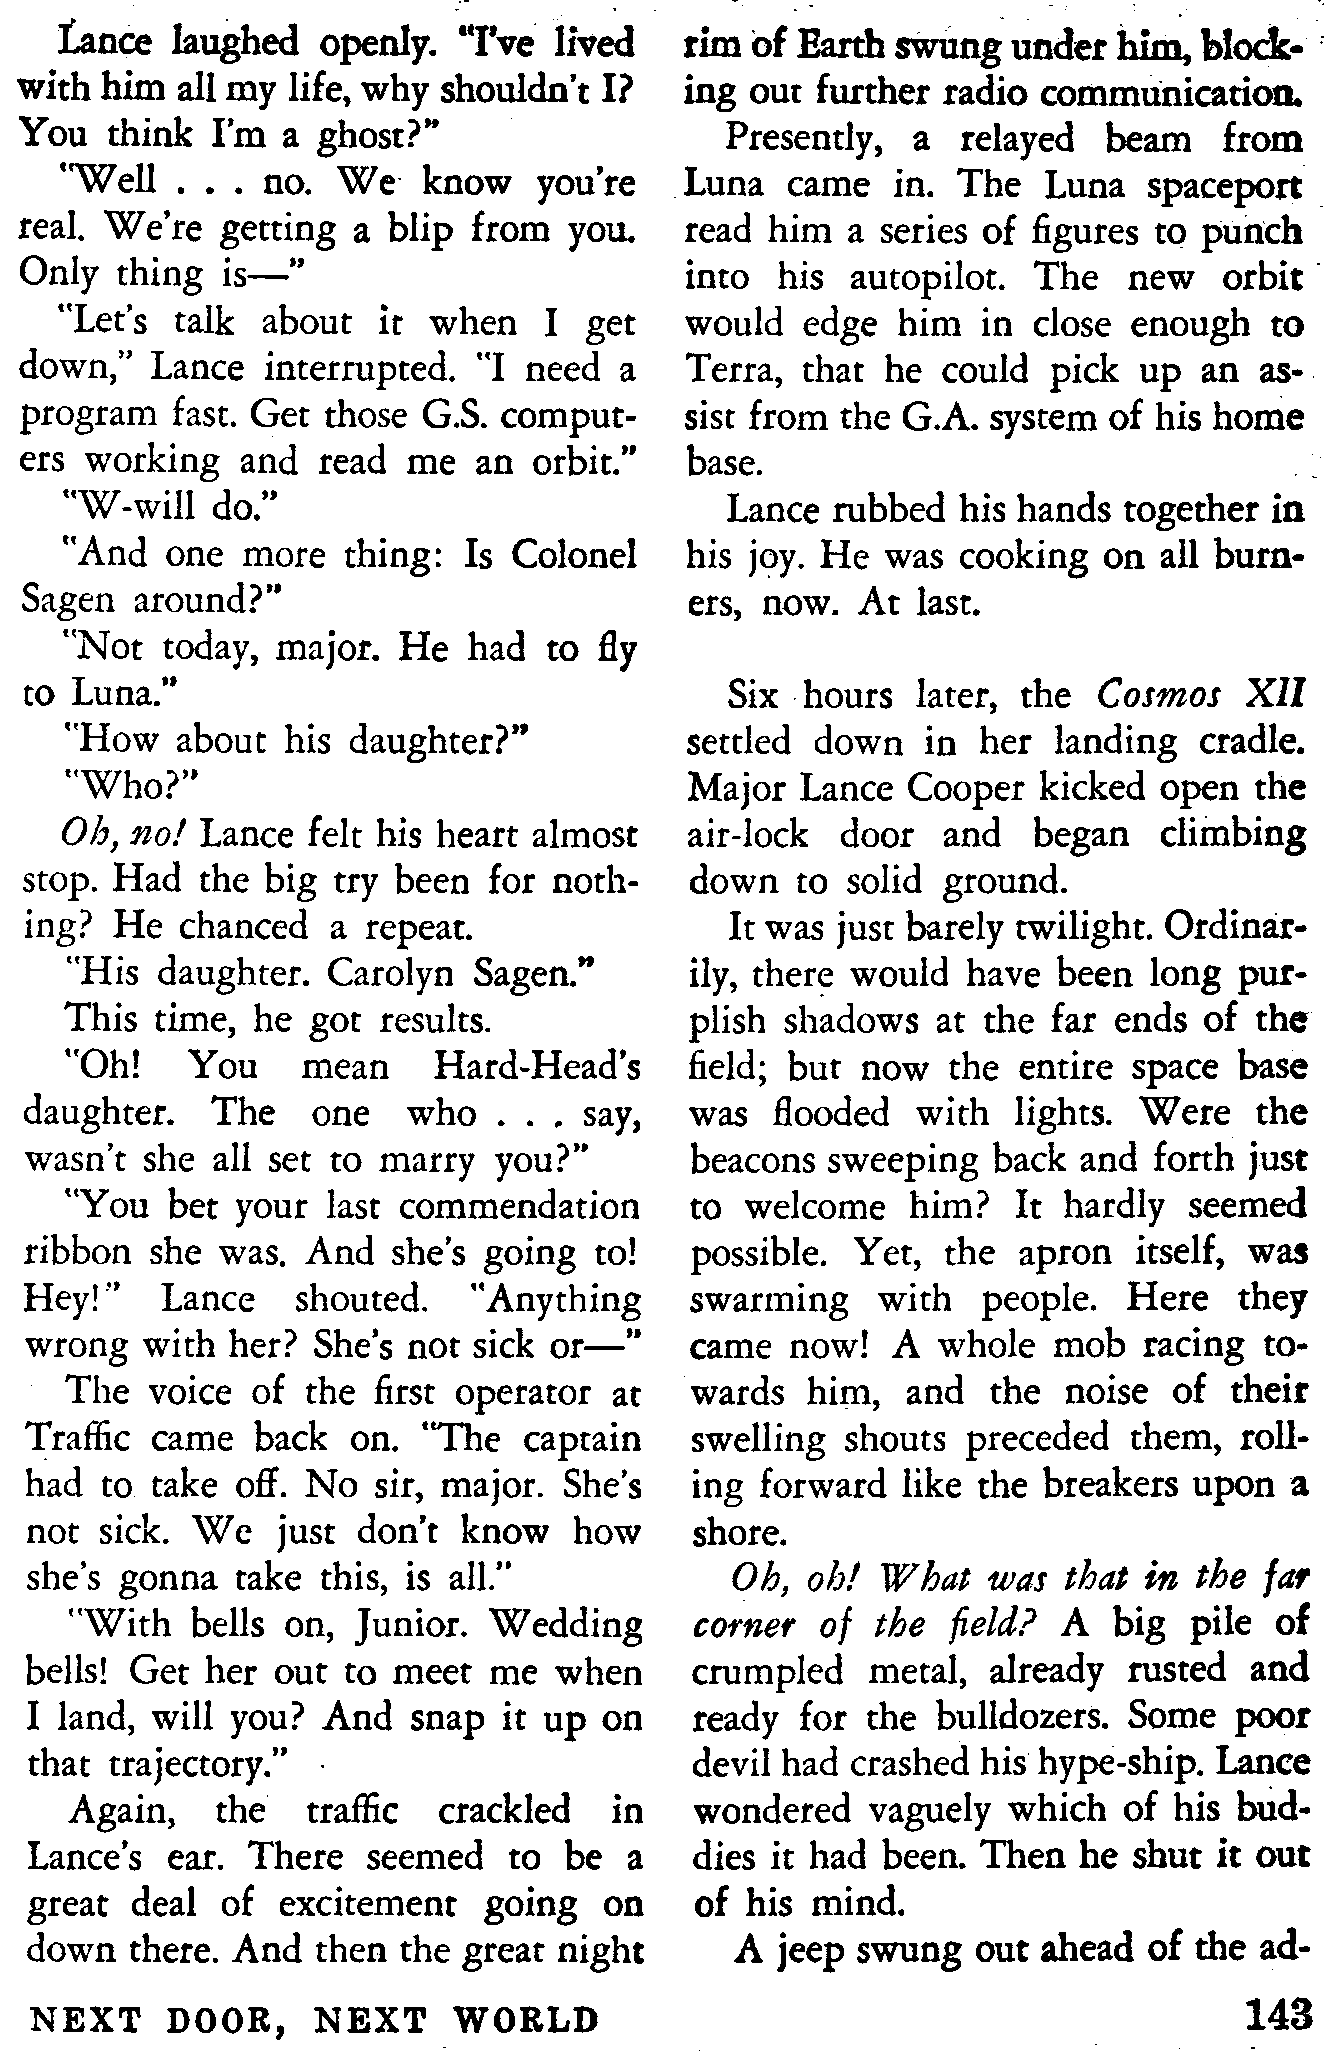 Lance laughed openly. "I've lived
with him all my life, why shouldn't I?
You think I'm a ghost?"
"Well . . . no. We know you're
real. We're getting a blip from you.
Only thing is—"
"Let's talk about it when I get
down," Lance interrupted. "I need a
program fast. Get those G.S. comput-
ers working and read me an orbit."
"W-will do."
"And one more thing: Is Colonel
Sagen around?"
"Not today, major. He had to fly
to Luna."
"How about his daughter?"
"Who?"
Oh, no! Lance felt his heart almost
stop. Had the big try been for noth-
ing? He chanced a repeat.
"His daughter. Carolyn Sagen."
This time, he got results.
"Oh! You mean Hard-Head's
daughter. The one who . . . say,
wasn't she all set to marry you?"
"You bet your last commendation
ribbon she was. And she's going to!
Hey!" Lance shouted. "Anything
wrong with her? She's not sick or—"
The voice of the first operator at
Traffic came back on. "The captain
had to take off. No sir, major. She's
not sick. We just don't know how
she's gonna take this, is all."
"With bells on, Junior. Wedding
bells! Get her out to meet me when
I land, will you? And snap it up on
that trajectory."
Again, the traffic crackled in
Lance's ear. There seemed to be a
great deal of excitement going on
down there. And then the great night
rim of Earth swung under him, block-
ing out further radio communication.
Presently, a relayed beam from
Luna came in. The Luna spaceport
read him a series of figures to punch
into his autopilot. The new orbit
would edge him in close enough to
Terra, that he could pick up an as-
sist from the G.A. system of his home
base.
Lance rubbed his hands together in
his joy. He was cooking on all burn-
ers, now. At last.
Six hours later, the Cosmos XII
settled down in her landing cradle.
Major Lance Cooper kicked open the
air-lock door and began climbing
down to solid ground.
It was just barely twilight. Ordinar-
ily, there would have been long pur-
plish shadows at the far ends of the
field; but now the entire space base
was flooded with lights. Were the
beacons sweeping back and forth just
to welcome him? It hardly seemed
possible. Yet, the apron itself, was
swarming with people. Here they
came now! A whole mob racing to-
wards him, and the noise of their
swelling shouts preceded them, roll-
ing forward like the breakers upon a
shore.
Oh, oh! What was that in the far
corner of the field? A big pile of
crumpled metal, already rusted and
ready for the bulldozers. Some poor
devil had crashed his hype-ship. Lance
wondered vaguely which of his bud-
dies it had been. Then he shut it out
of his mind.
A jeep swung out ahead of the ad-
NEXT DOOR, NEXT WORLD
143